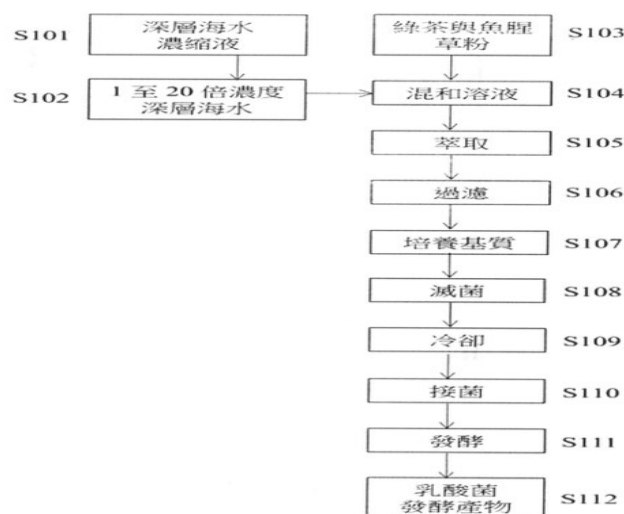 S101
深層海水
濃縮液
S102
1 至 20 倍濃度
深層海水
綠茶與魚腥
草粉
S103
混和溶液
S104
萃取
S105
過濾
S106
培養基質
S107
滅菌
S108
冷卻
S109
接菌
S110
發酵
S111
乳酸菌
發酵產物
S112